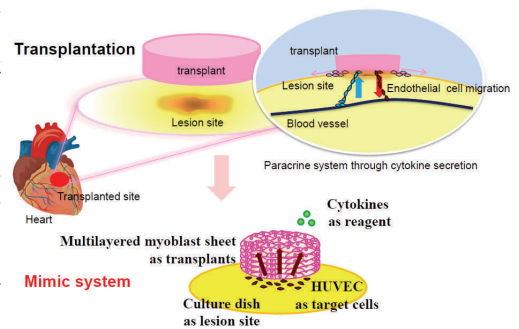 Transplantation
transplant
Lesion site
transplant
Lesion site
Endothelial cell migration
Blood vessel
Paracrine system through cytokine secretion
Transplanted site
Heart
Cytokines
as reagent
Multilayered myoblast sheet
as transplants
Mimic system
HUVEC
as target cells
Culture dish
as lesion site